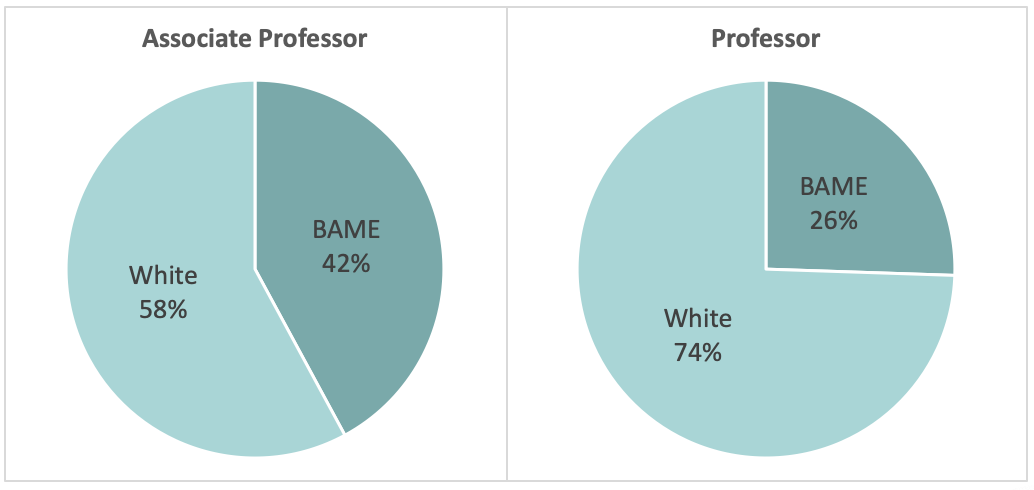 Associate Professor
BAME
42%
White
58%
Professor
BAME
26%
White
74%